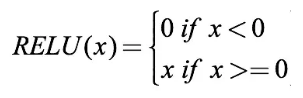 RELU(x) = { 0 if x < 0
x if x >= 0